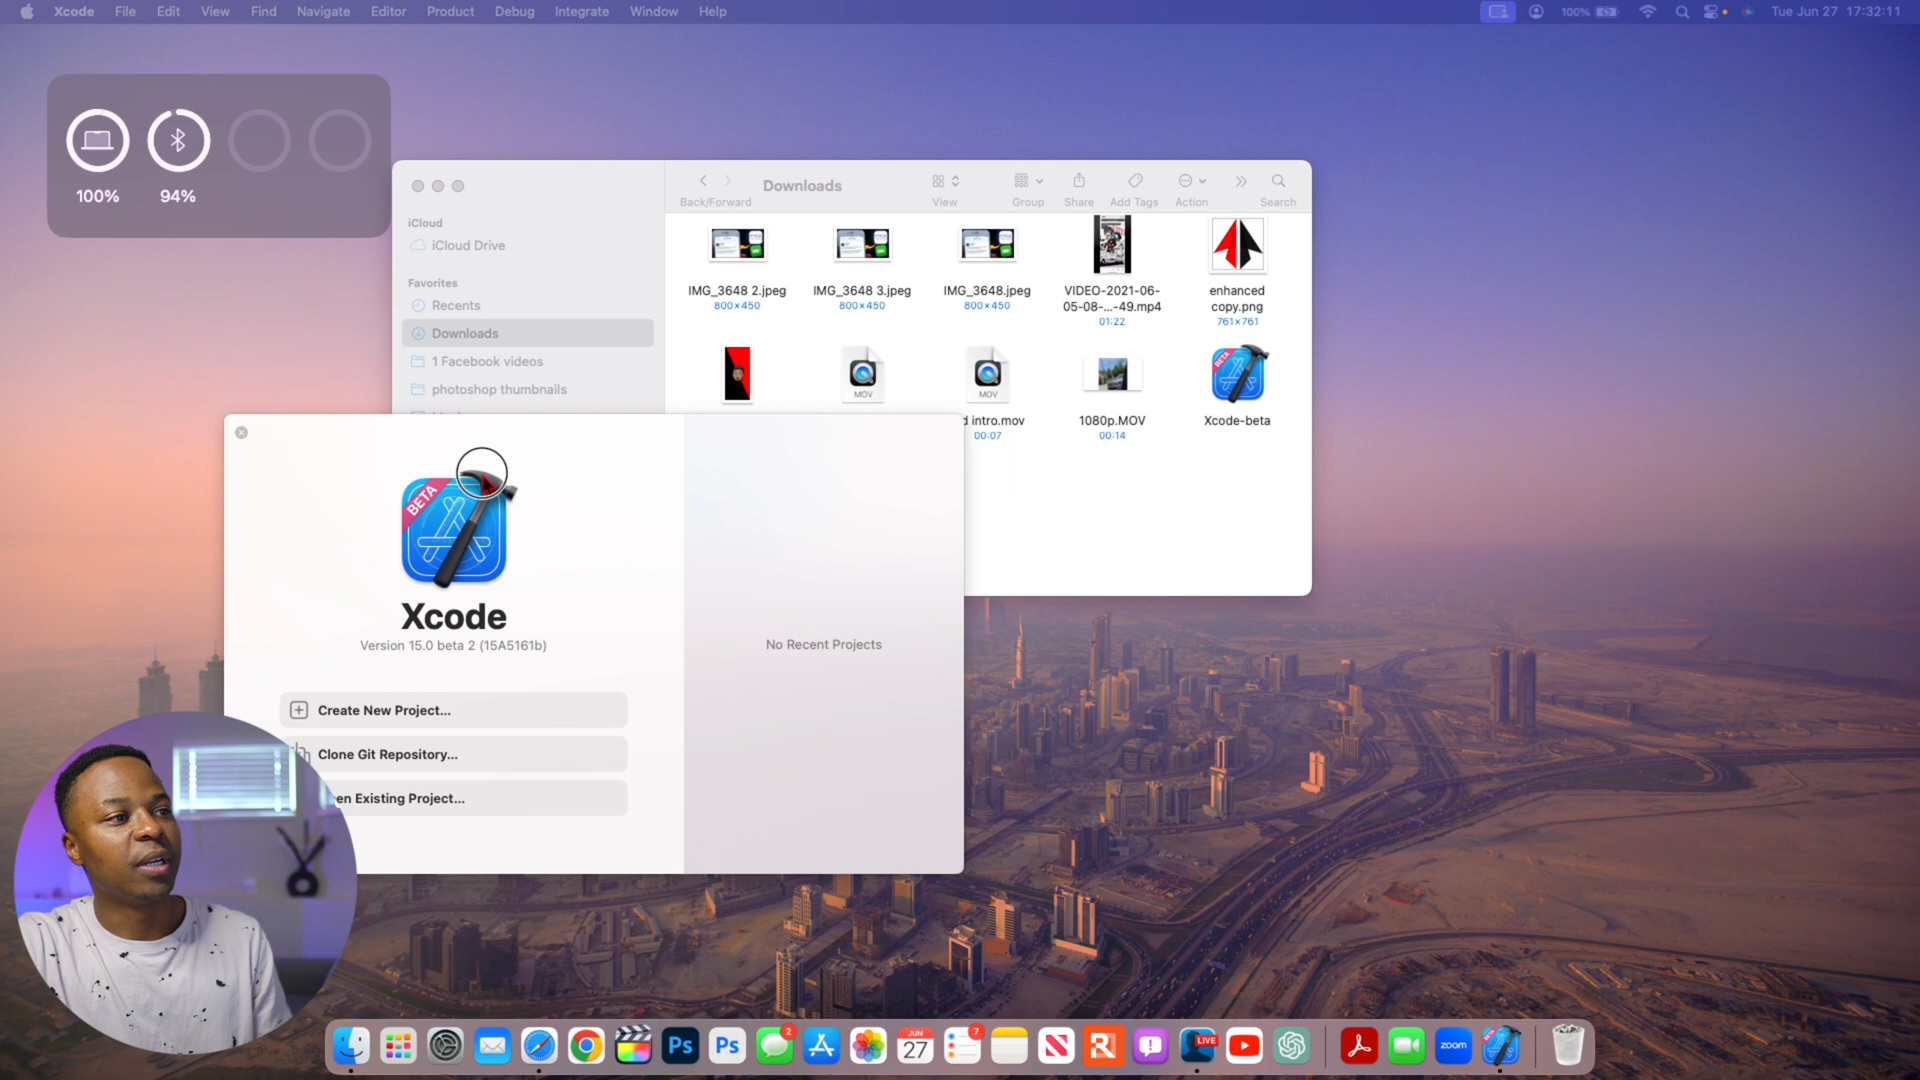 Xcode File Edit View Find Navigate Editor Product Debug Integrate Window Help
100% Tue Jun 27 17:32:11
100% 94%
Downloads
Back/Forward View Group Share Add Tags Action Search
iCloud
iCloud Drive
Favorites
Recents
Downloads
1 Facebook videos
photoshop thumbnails
IMG_3648 2.jpeg
800×450
IMG_3648 3.jpeg
800×450
IMG_3648.jpeg
800×450
VIDEO-2021-06-
05-08-...-49.mp4
01:22
enhanced
copy.png
761×761
MOV
MOV
d intro.mov
00:07
1080p.MOV
00:14
BETA
Xcode-beta
BETA
Xcode
Version 15.0 beta 2 (15A5161b)
Create New Project...
Clone Git Repository...
en Existing Project...
No Recent Projects
Ps
Ps
2
JUN
27
7
LIVE
zoom